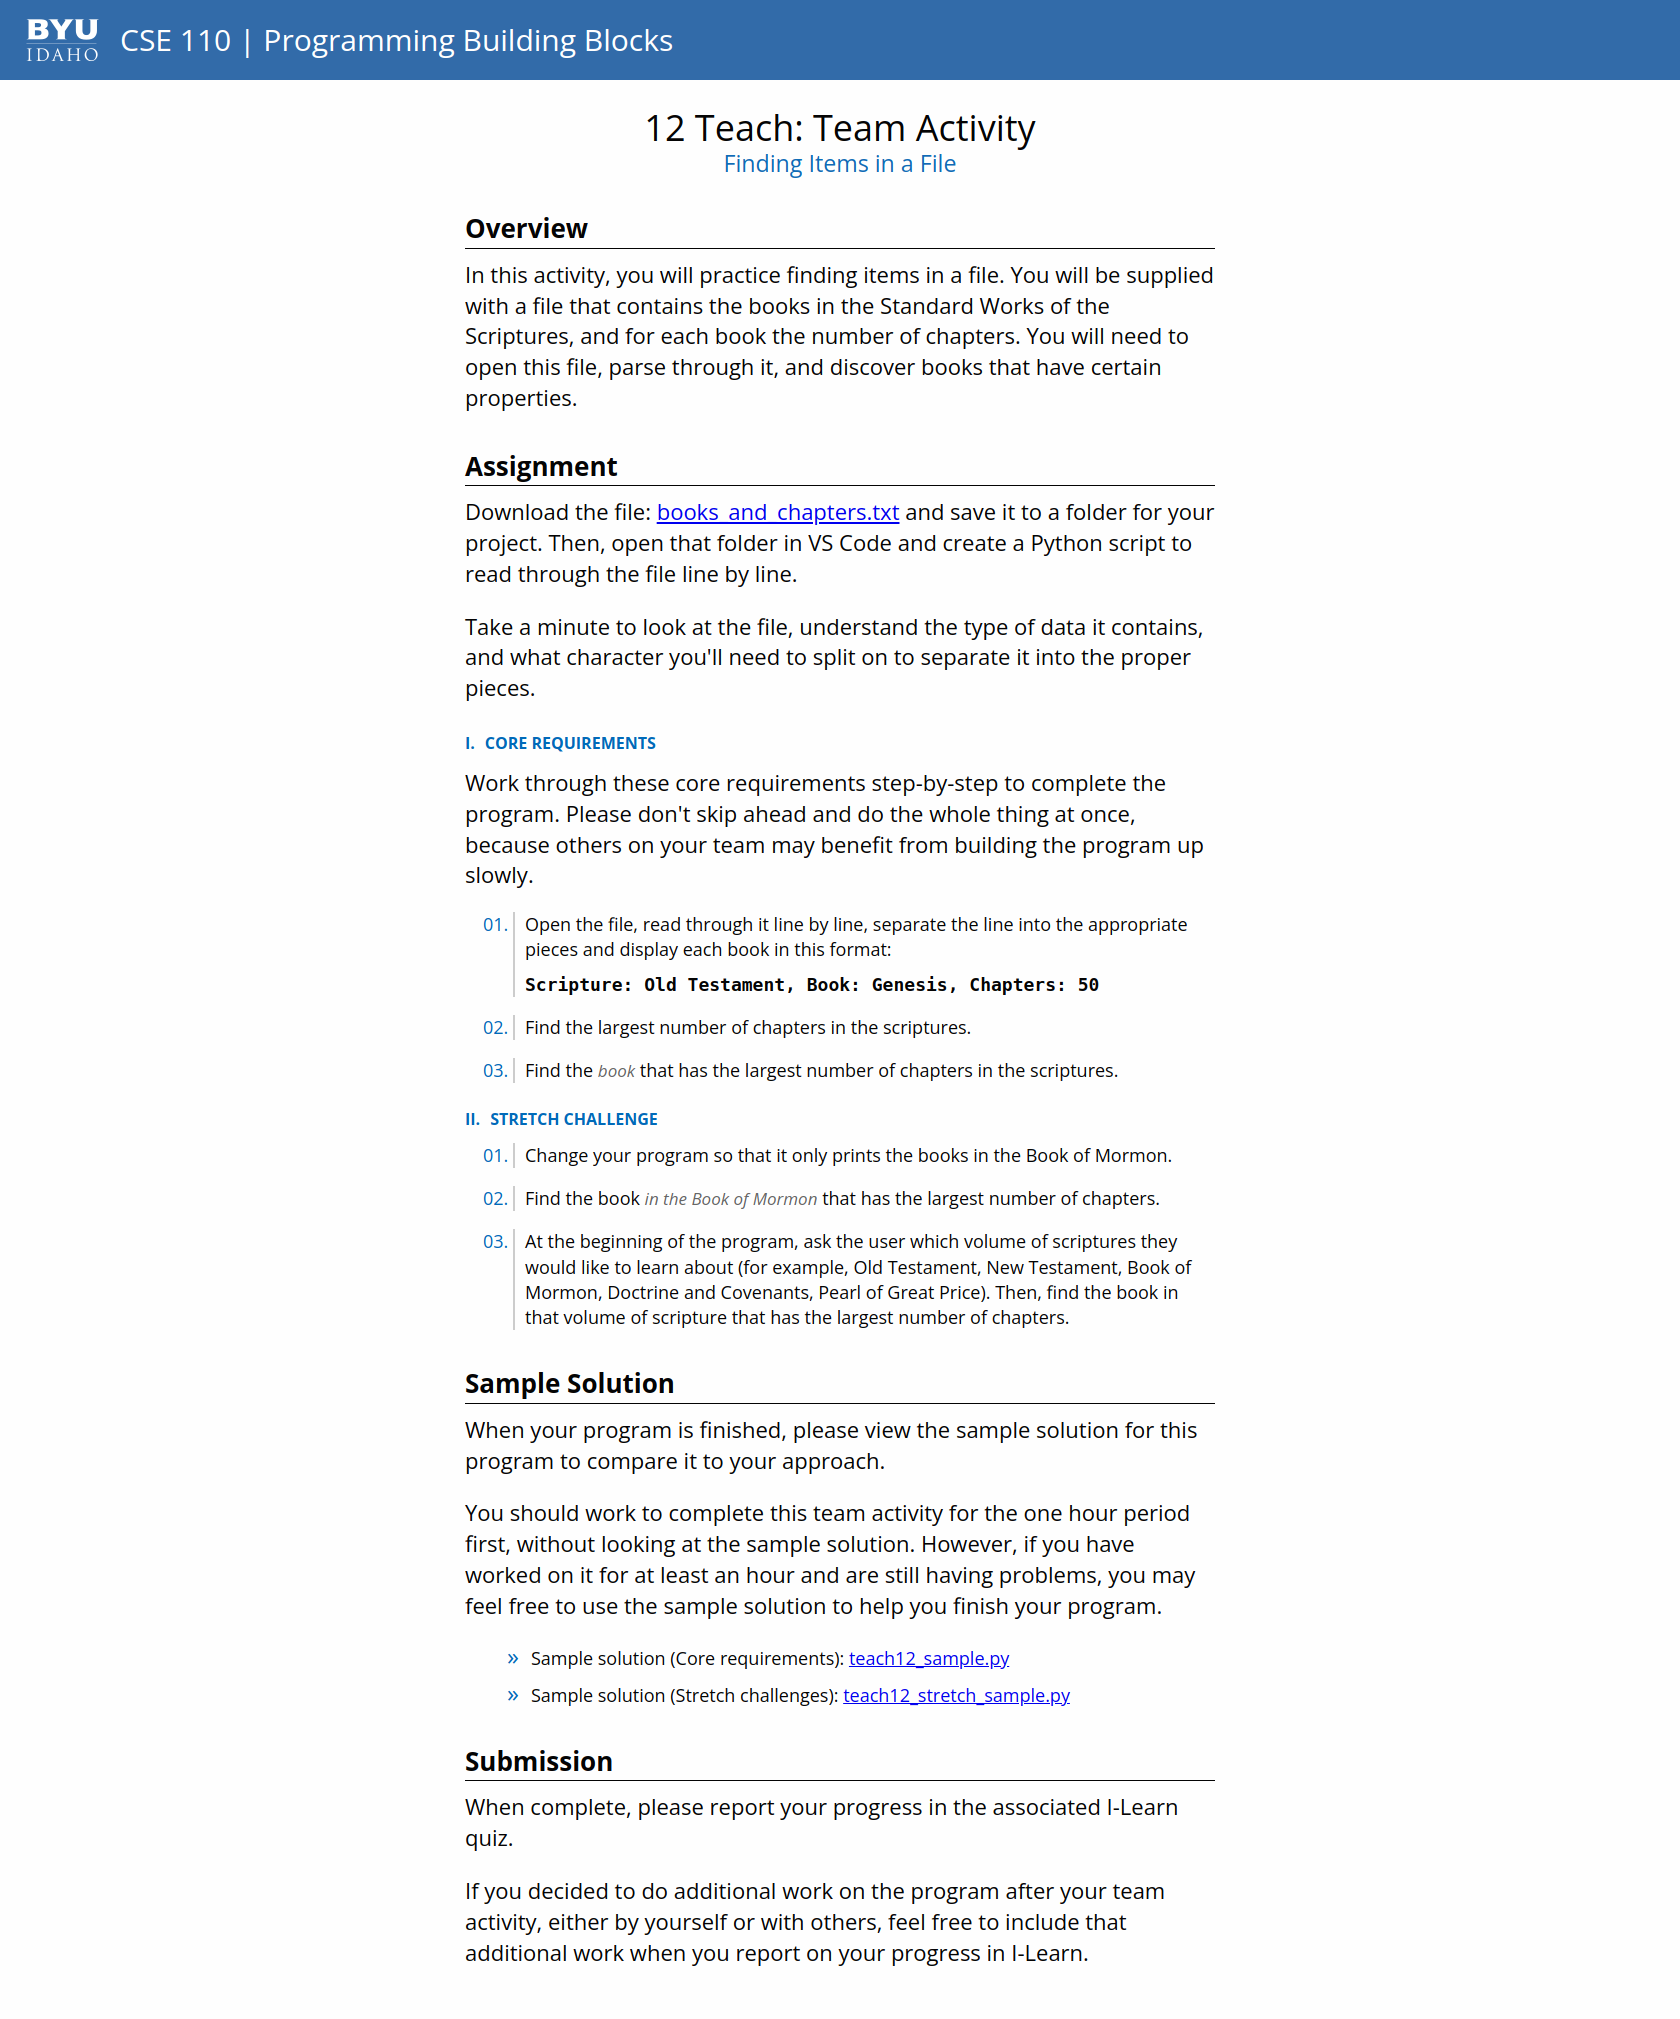 BYU
IDAHO
CSE 110 | Programming Building Blocks
12 Teach: Team Activity
Finding Items in a File
Overview
In this activity, you will practice finding items in a file. You will be supplied
with a file that contains the books in the Standard Works of the
Scriptures, and for each book the number of chapters. You will need to
open this file, parse through it, and discover books that have certain
properties.
Assignment
Download the file: books_and_chapters.txt and save it to a folder for your
project. Then, open that folder in VS Code and create a Python script to
read through the file line by line.
Take a minute to look at the file, understand the type of data it contains,
and what character you'll need to split on to separate it into the proper
pieces.
I. CORE REQUIREMENTS
Work through these core requirements step-by-step to complete the
program. Please don't skip ahead and do the whole thing at once,
because others on your team may benefit from building the program up
slowly.
01. Open the file, read through it line by line, separate the line into the appropriate
pieces and display each book in this format:
Scripture: Old Testament, Book: Genesis, Chapters: 50
02. Find the largest number of chapters in the scriptures.
03. Find the book that has the largest number of chapters in the scriptures.
II. STRETCH CHALLENGE
01. Change your program so that it only prints the books in the Book of Mormon.
02. Find the book in the Book of Mormon that has the largest number of chapters.
03. At the beginning of the program, ask the user which volume of scriptures they
would like to learn about (for example, Old Testament, New Testament, Book of
Mormon, Doctrine and Covenants, Pearl of Great Price). Then, find the book in
that volume of scripture that has the largest number of chapters.
Sample Solution
When your program is finished, please view the sample solution for this
program to compare it to your approach.
You should work to complete this team activity for the one hour period
first, without looking at the sample solution. However, if you have
worked on it for at least an hour and are still having problems, you may
feel free to use the sample solution to help you finish your program.
» Sample solution (Core requirements): teach12_sample.py
» Sample solution (Stretch challenges): teach12_stretch_sample.py
Submission
When complete, please report your progress in the associated I-Learn
quiz.
If you decided to do additional work on the program after your team
activity, either by yourself or with others, feel free to include that
additional work when you report on your progress in I-Learn.